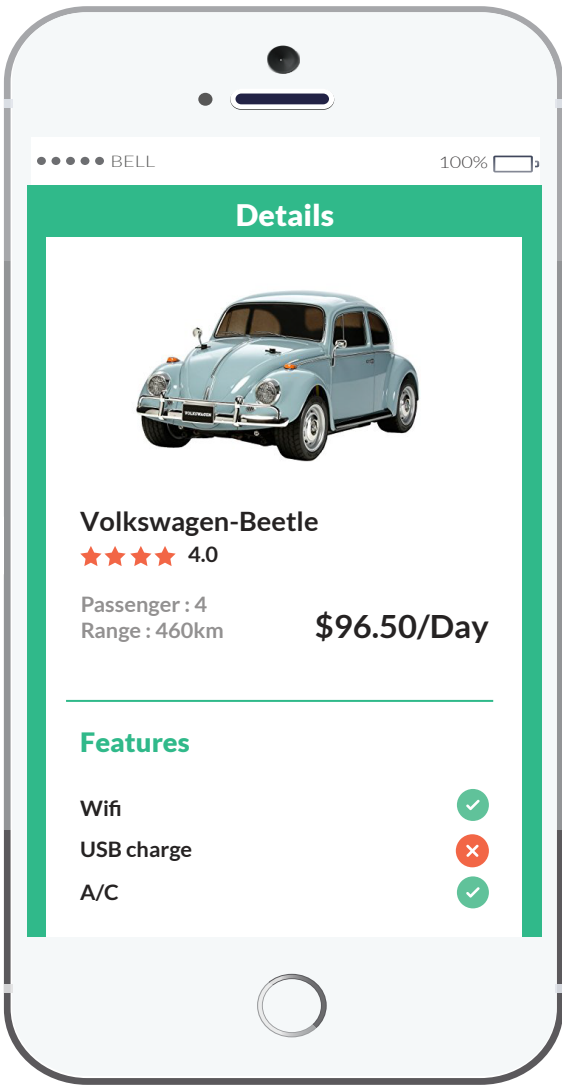 BELL 100%
Details
VOLKSWAGEN
Volkswagen-Beetle
4.0
Passenger : 4
Range : 460km
$96.50/Day
Features
Wifi
USB charge
A/C